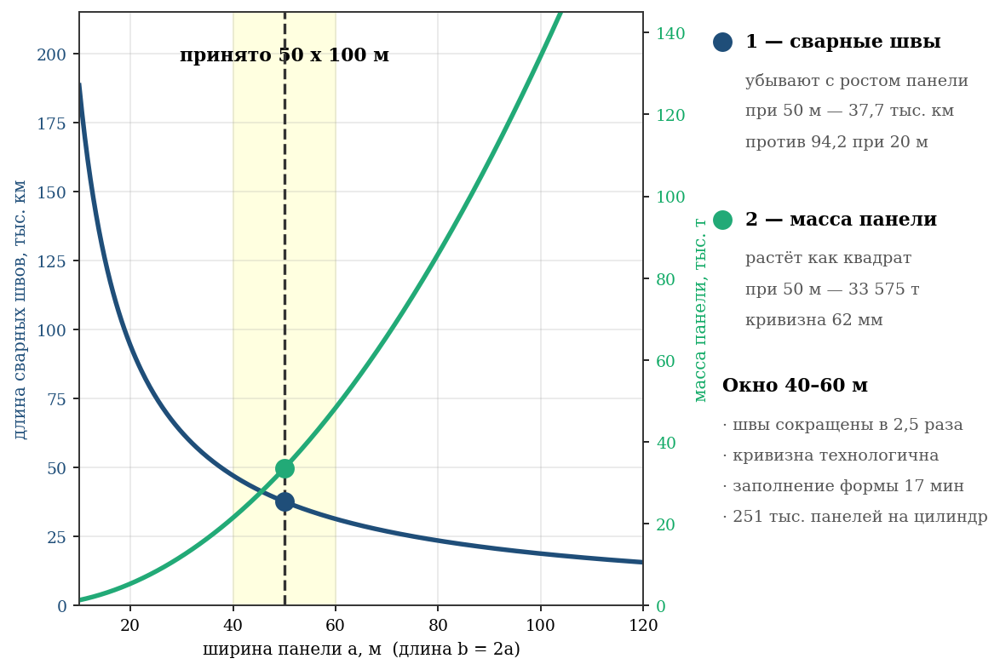 принято 50 x 100 м
длина сварных швов, тыс. км
200
175
150
125
100
75
50
25
0
20
40
60
80
100
120
ширина панели a, м  (длина b = 2a)
140
120
100
80
60
40
20
0
масса панели, тыс. т
1 — сварные швы
убывают с ростом панели
при 50 м — 37,7 тыс. км
против 94,2 при 20 м
2 — масса панели
растёт как квадрат
при 50 м — 33 575 т
кривизна 62 мм
Окно 40–60 м
· швы сокращены в 2,5 раза
· кривизна технологична
· заполнение формы 17 мин
· 251 тыс. панелей на цилиндр